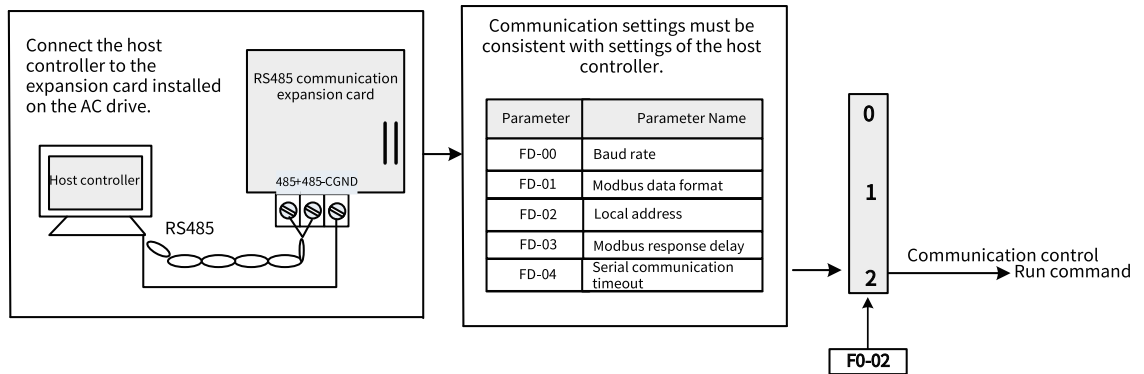 Connect the host
controller to the
expansion card installed
on the AC drive.
RS485 communication
expansion card
485+485-CGND
Host controller
RS485
Communication settings must be
consistent with settings of the host
controller.
Parameter Parameter Name
FD-00 Baud rate
FD-01 Modbus data format
FD-02 Local address
FD-03 Modbus response delay
FD-04 Serial communication
timeout
0
1
2
Communication control
Run command
F0-02